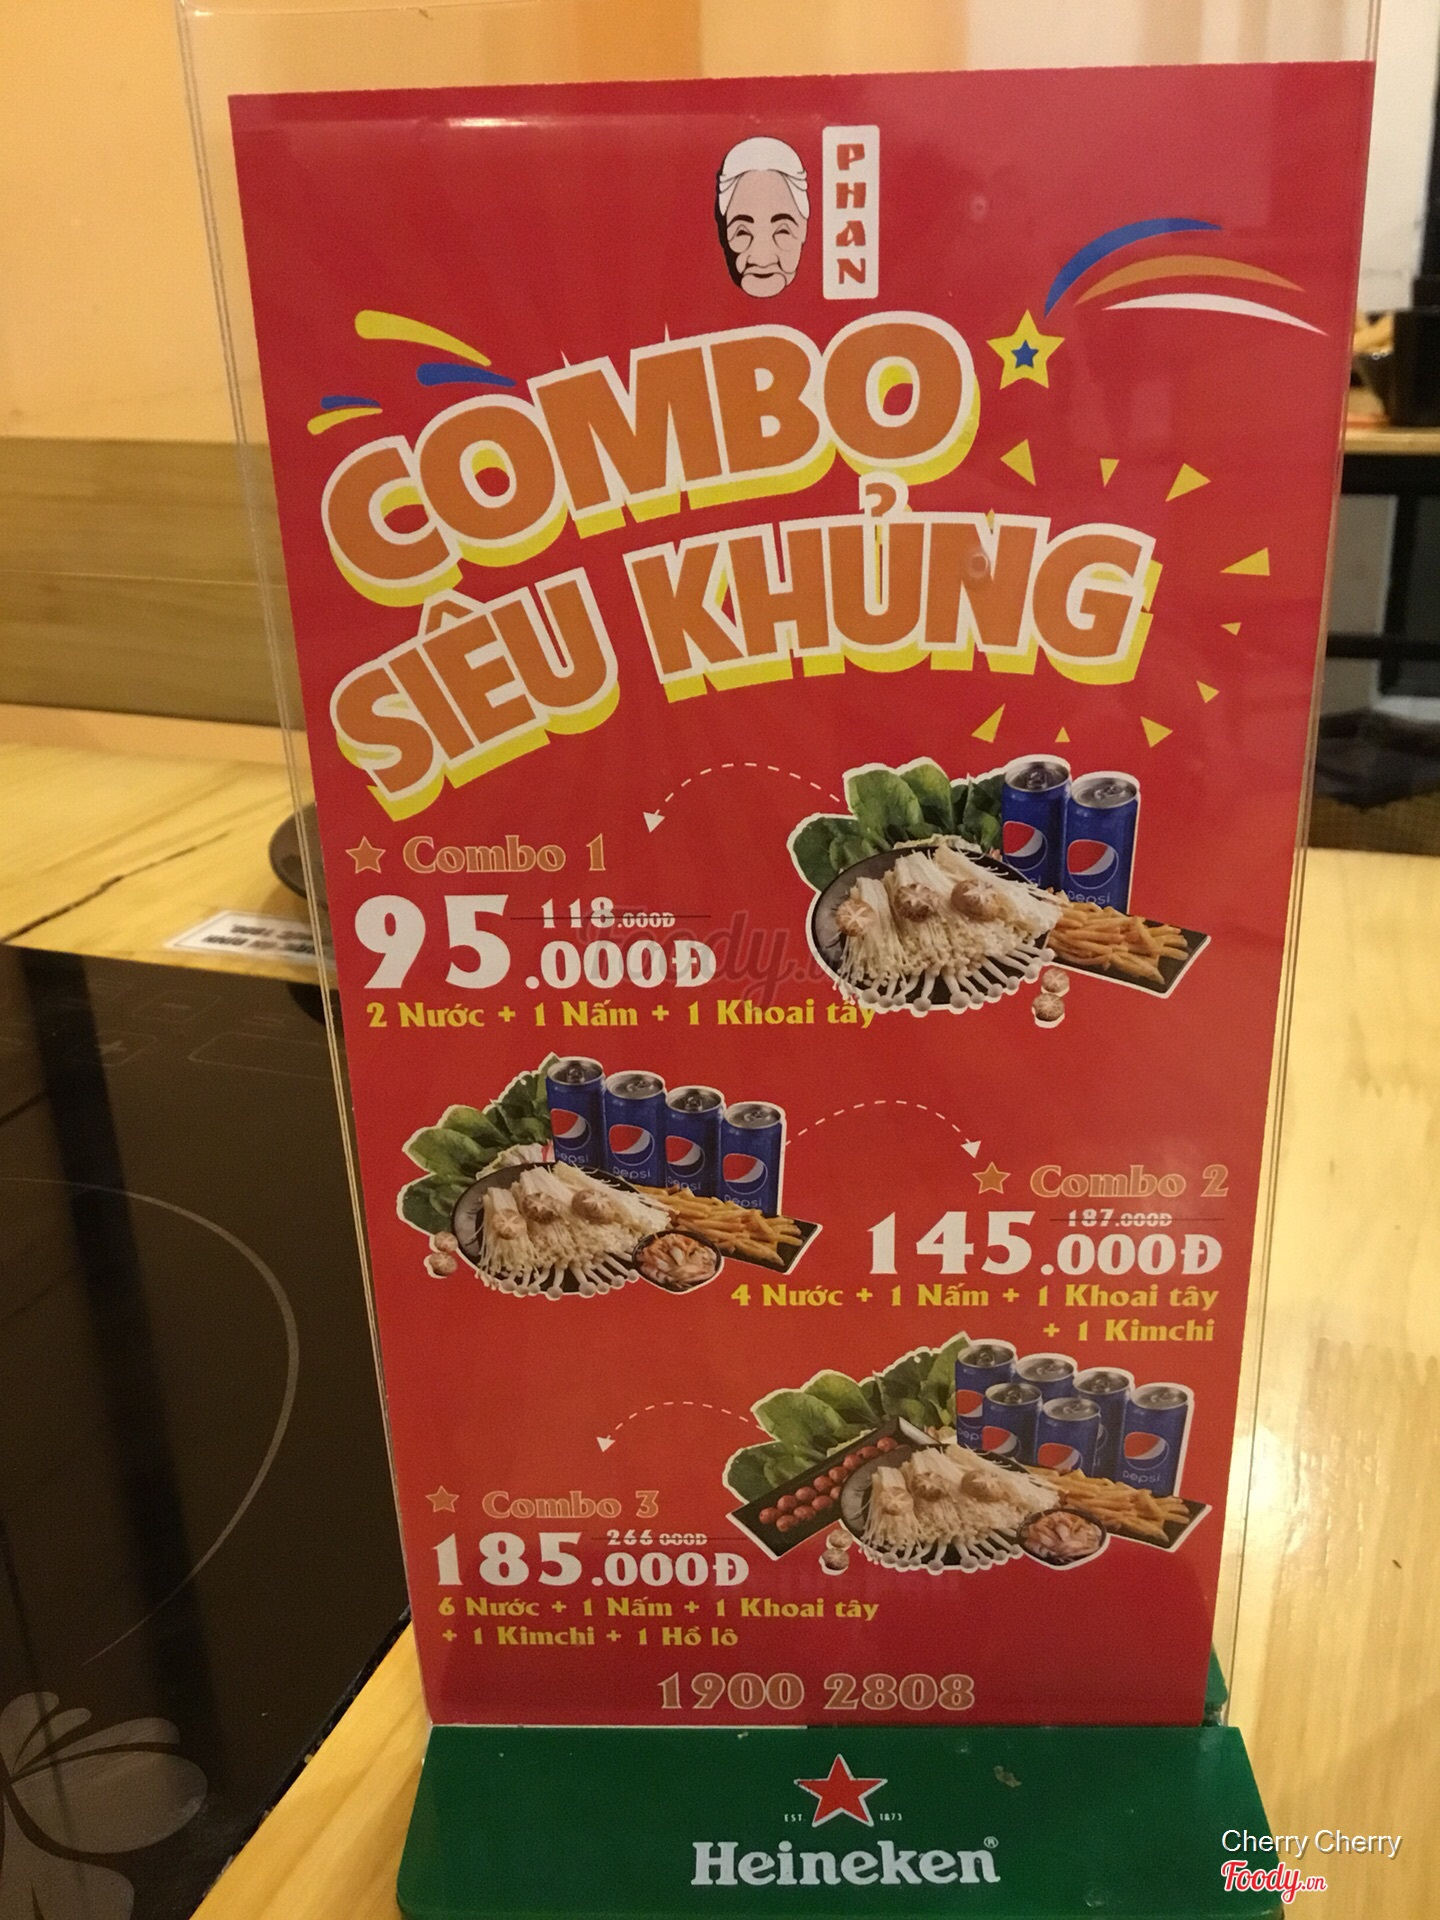 PHAN
COMBO
SIÊU KHỦNG
Combo 1
118.000Đ
95.000Đ
2 Nước + 1 Nấm + 1 Khoai tây
Combo 2
187.000Đ
145.000Đ
4 Nước + 1 Nấm + 1 Khoai tây
+ 1 Kimchi
Combo 3
266 000Đ
185.000Đ
6 Nước + 1 Nấm + 1 Khoai tây
+ 1 Kimchi + 1 Hồ lô
1900 2808
EST. 1873
Heineken®
Cherry Cherry
Foody.vn